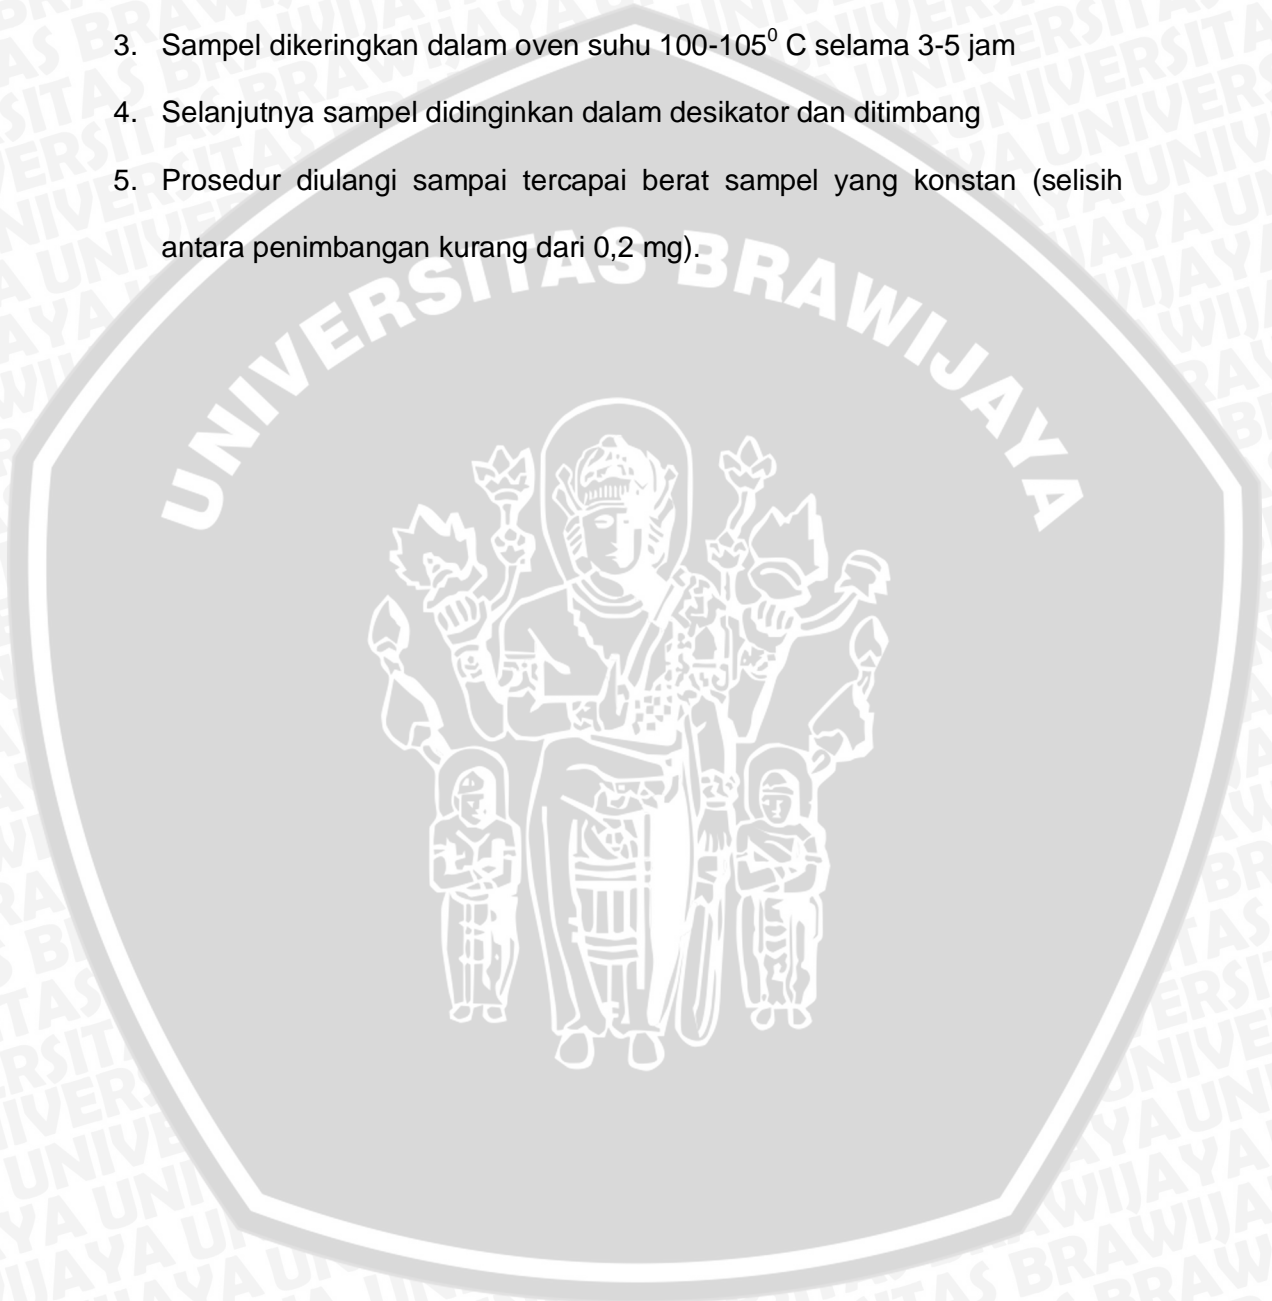 3. Sampel dikeringkan dalam oven suhu 100-105⁰ C selama 3-5 jam
4. Selanjutnya sampel didinginkan dalam desikator dan ditimbang
5. Prosedur diulangi sampai tercapai berat sampel yang konstan (selisih
antara penimbangan kurang dari 0,2 mg).
UNIVERSITAS BRAWIJAYA